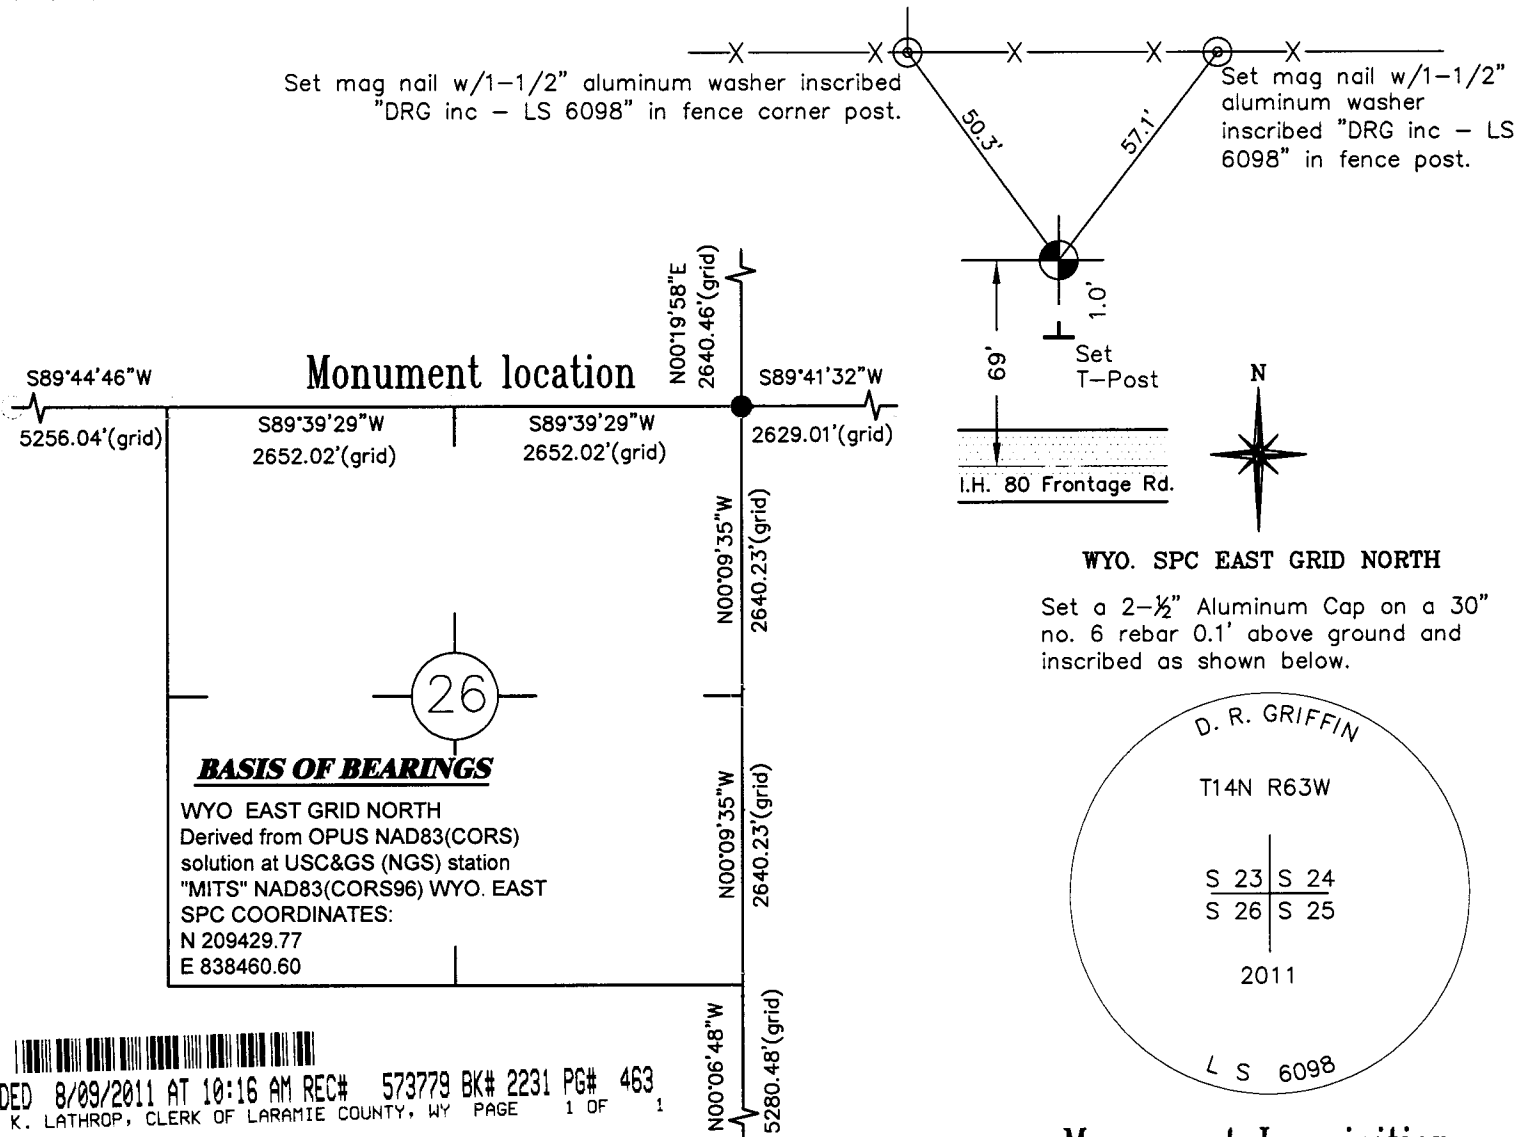 Set mag nail w/1-1/2" aluminum washer inscribed
"DRG inc – LS 6098" in fence corner post.
Set mag nail w/1-1/2"
aluminum washer
inscribed "DRG inc – LS
6098" in fence post.
X X X X X
50.3'
57.1'
1.0'
69'
Set
T-Post
I.H. 80 Frontage Rd.
N
WYO. SPC EAST GRID NORTH
Monument location
N00°19'58"E
2640.46'(grid)
S89°44'46"W
5256.04'(grid)
S89°39'29"W
2652.02'(grid)
S89°39'29"W
2652.02'(grid)
S89°41'32"W
2629.01'(grid)
N00°09'35"W
2640.23'(grid)
26
N00°09'35"W
2640.23'(grid)
N00°06'48"W
5280.48'(grid)
BASIS OF BEARINGS
WYO EAST GRID NORTH
Derived from OPUS NAD83(CORS)
solution at USC&GS (NGS) station
"MITS" NAD83(CORS96) WYO. EAST
SPC COORDINATES:
N 209429.77
E 838460.60
Set a 2-½" Aluminum Cap on a 30"
no. 6 rebar 0.1' above ground and
inscribed as shown below.
D. R. GRIFFIN
T14N R63W
S 23 S 24
S 26 S 25
2011
L S 6098
DED 8/09/2011 AT 10:16 AM REC# 573779 BK# 2231 PG# 463
K. LATHROP, CLERK OF LARAMIE COUNTY, WY PAGE 1 OF 1